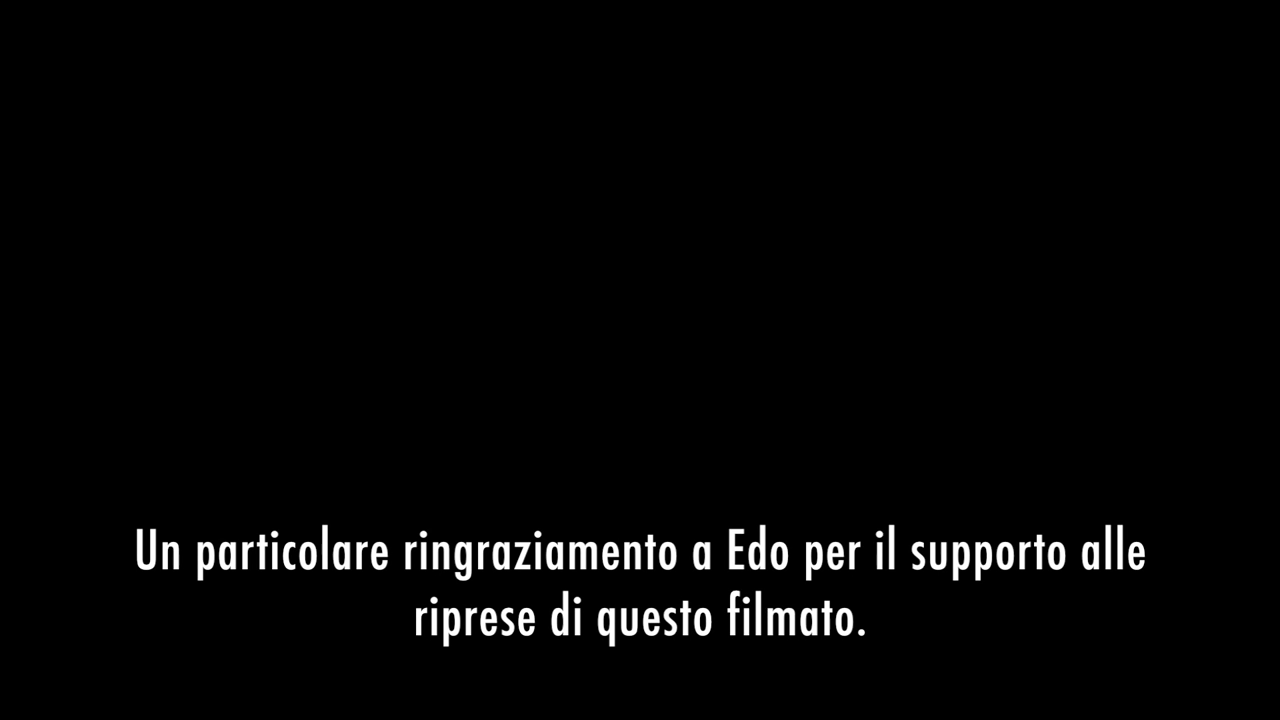 Un particolare ringraziamento a Edo per il supporto alle
riprese di questo filmato.